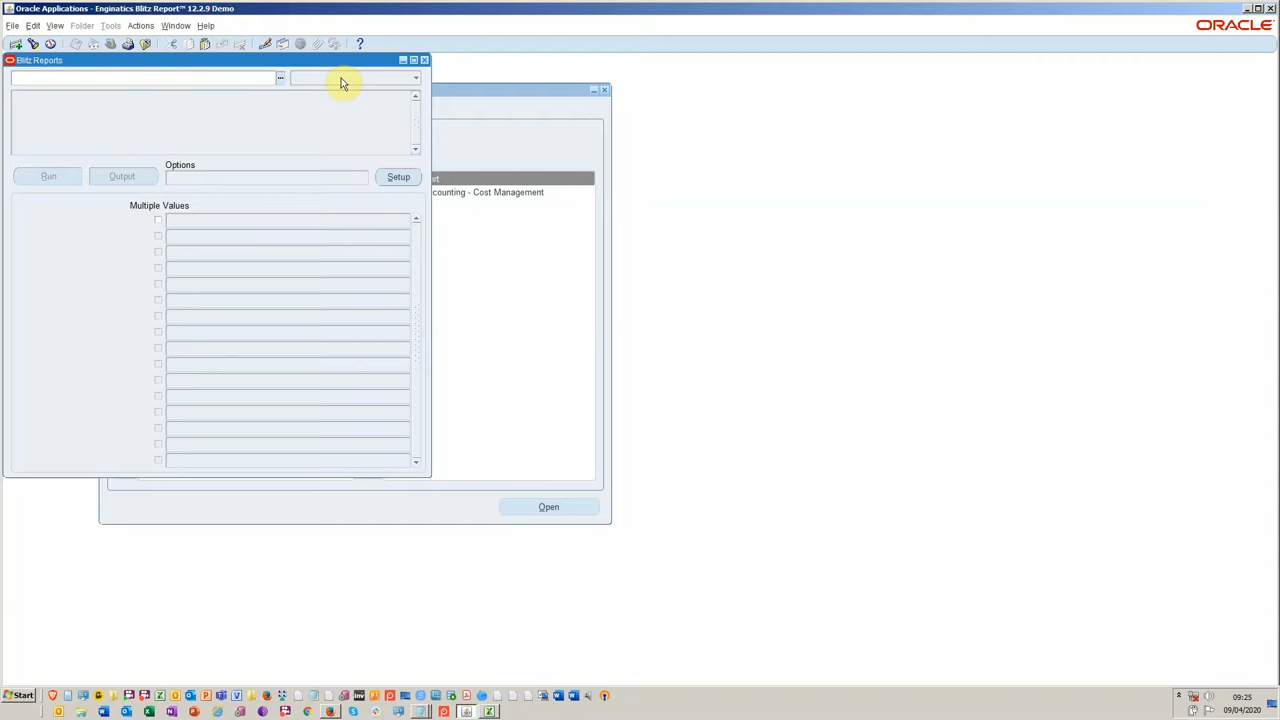 Oracle Applications - Enginatics Blitz Report™ 12.2.9 Demo
File Edit View Folder Tools Actions Window Help
ORACLE
Blitz Reports
Options
Run Output Setup
Multiple Values
counting - Cost Management
Open
Start
09:25
09/04/2020